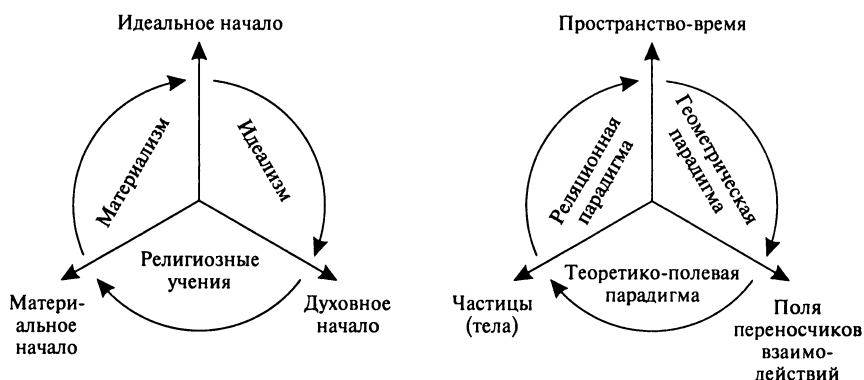 Идеальное начало
Материализм
Идеализм
Религиозные
учения
Матери-
альное
начало
Духовное
начало
Пространство-время
Реляционная
парадигма
Геометрическая
парадигма
Теоретико-полевая
парадигма
Частицы
(тела)
Поля
переносчиков
взаимо-
действий